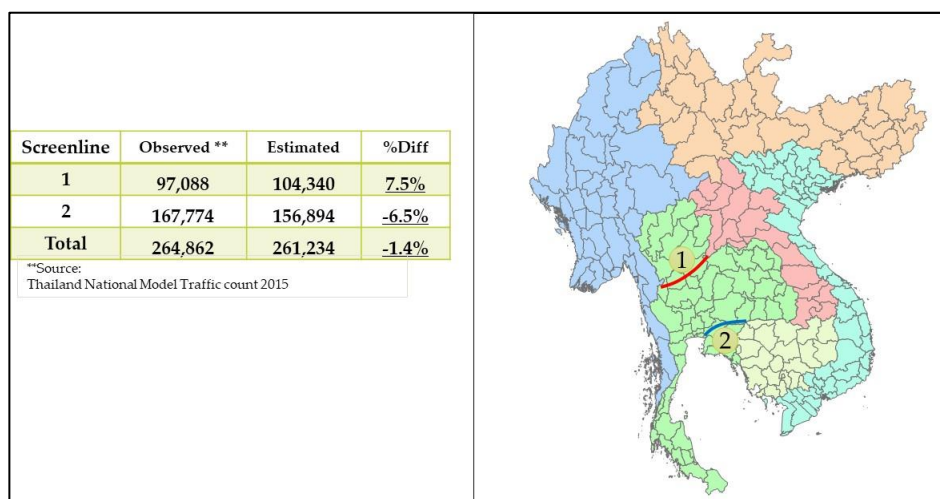 Screenline Observed ** Estimated %Diff
1 97,088 104,340 7.5%
2 167,774 156,894 -6.5%
Total 264,862 261,234 -1.4%
**Source:
Thailand National Model Traffic count 2015
1
2